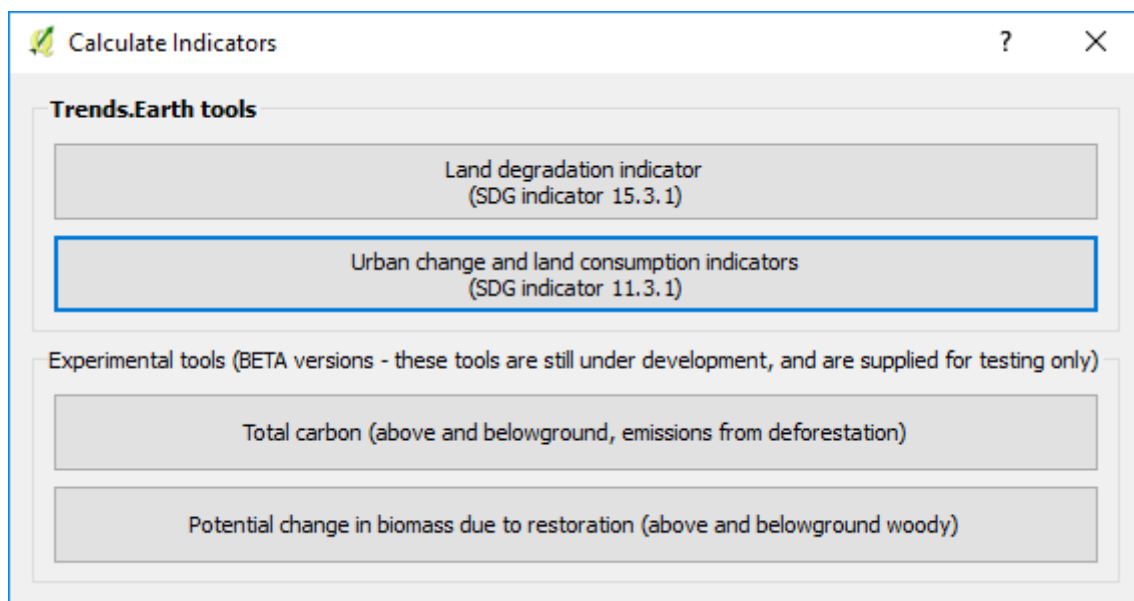 Calculate Indicators
Trends.Earth tools
Land degradation indicator
(SDG indicator 15.3.1)
Urban change and land consumption indicators
(SDG indicator 11.3.1)
Experimental tools (BETA versions - these tools are still under development, and are supplied for testing only)
Total carbon (above and belowground, emissions from deforestation)
Potential change in biomass due to restoration (above and belowground woody)